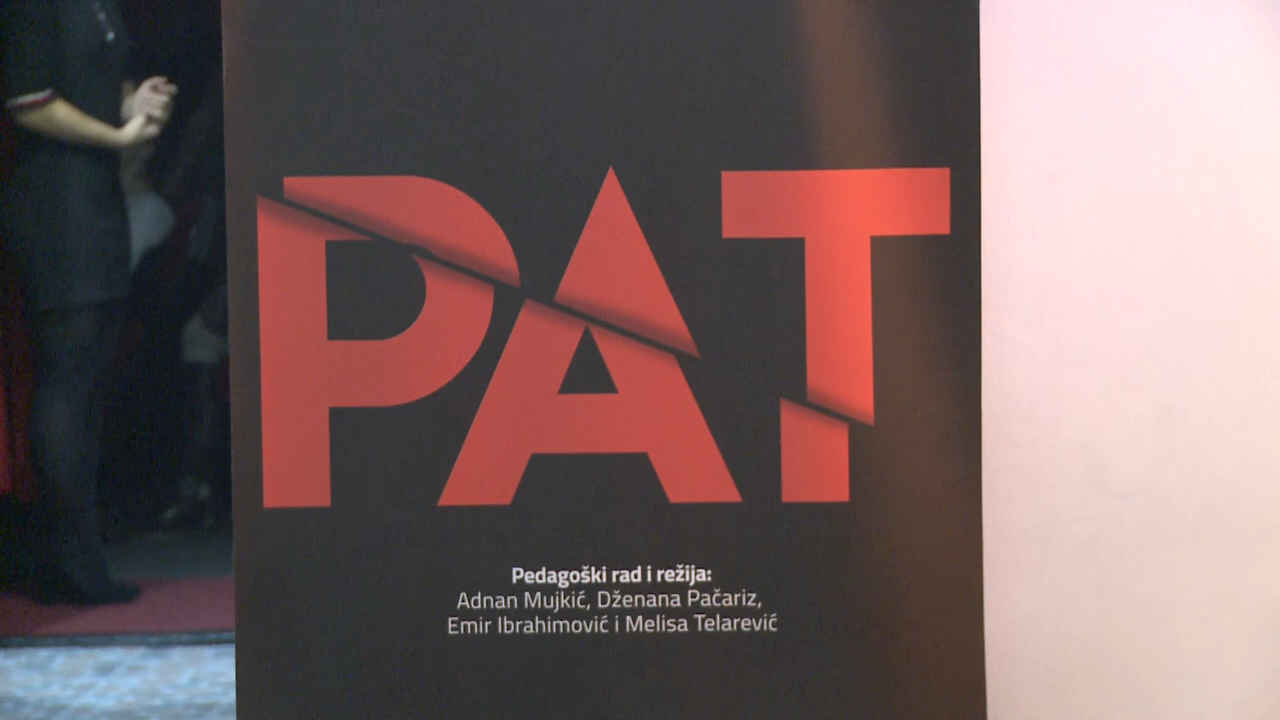 PAT
Pedagoški rad i režija:
Adnan Mujkić, Dženana Pačariz,
Emir Ibrahimović i Melisa Telarević